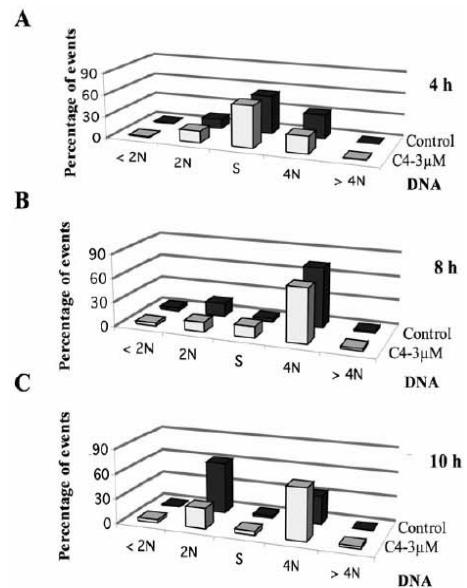 A
Percentage of events
90
60
30
0
< 2N
2N
S
4N
> 4N
4 h
Control
C4-3µM
DNA
B
Percentage of events
90
60
30
0
< 2N
2N
S
4N
> 4N
8 h
Control
C4-3µM
DNA
C
Percentage of events
90
60
30
0
< 2N
2N
S
4N
> 4N
10 h
Control
C4-3µM
DNA